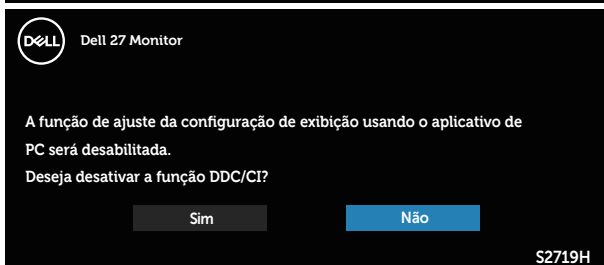 DELL
Dell 27 Monitor
A função de ajuste da configuração de exibição usando o aplicativo de
PC será desabilitada.
Deseja desativar a função DDC/CI?
Sim Não
S2719H